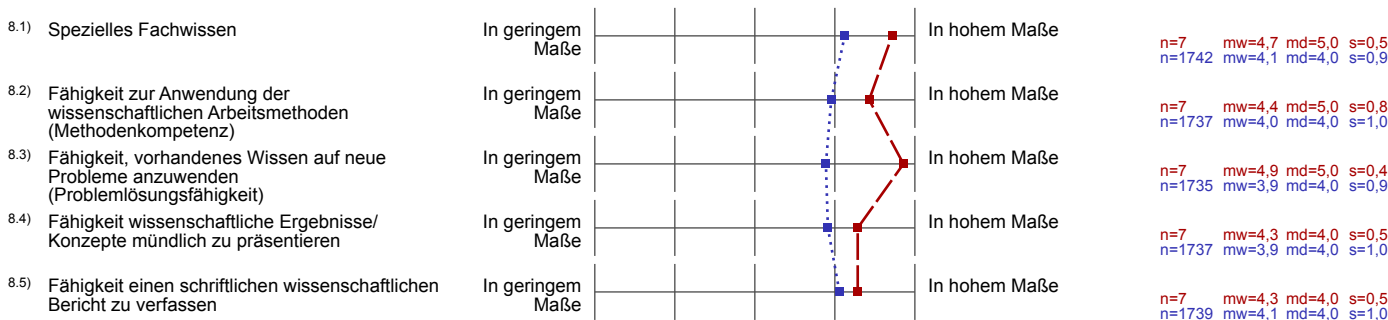 8.1) Spezielles Fachwissen
In geringem
Maße
In hohem Maße
n=7 mw=4,7 md=5,0 s=0,5
n=1742 mw=4,1 md=4,0 s=0,9
8.2) Fähigkeit zur Anwendung der
wissenschaftlichen Arbeitsmethoden
(Methodenkompetenz)
In geringem
Maße
In hohem Maße
n=7 mw=4,4 md=5,0 s=0,8
n=1737 mw=4,0 md=4,0 s=1,0
8.3) Fähigkeit, vorhandenes Wissen auf neue
Probleme anzuwenden
(Problemlösungsfähigkeit)
In geringem
Maße
In hohem Maße
n=7 mw=4,9 md=5,0 s=0,4
n=1735 mw=3,9 md=4,0 s=0,9
8.4) Fähigkeit wissenschaftliche Ergebnisse/
Konzepte mündlich zu präsentieren
In geringem
Maße
In hohem Maße
n=7 mw=4,3 md=4,0 s=0,5
n=1737 mw=3,9 md=4,0 s=1,0
8.5) Fähigkeit einen schriftlichen wissenschaftlichen
Bericht zu verfassen
In geringem
Maße
In hohem Maße
n=7 mw=4,3 md=4,0 s=0,5
n=1739 mw=4,1 md=4,0 s=1,0